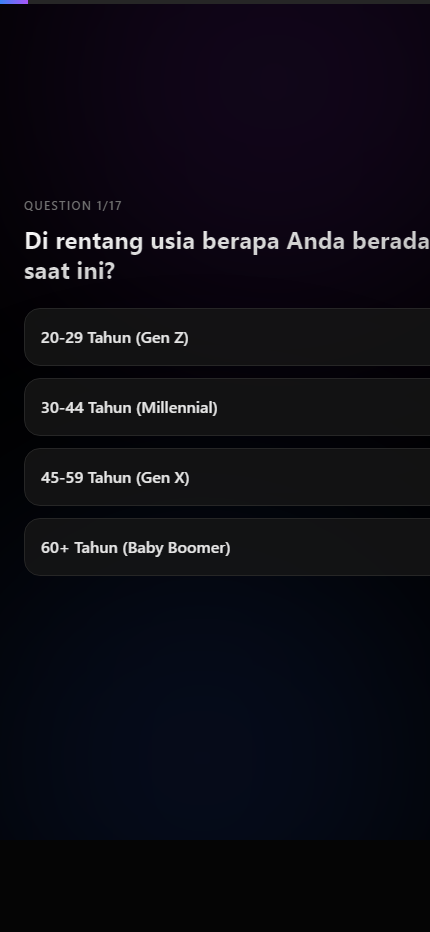 QUESTION 1/17
Di rentang usia berapa Anda berada
saat ini?
20-29 Tahun (Gen Z)
30-44 Tahun (Millennial)
45-59 Tahun (Gen X)
60+ Tahun (Baby Boomer)